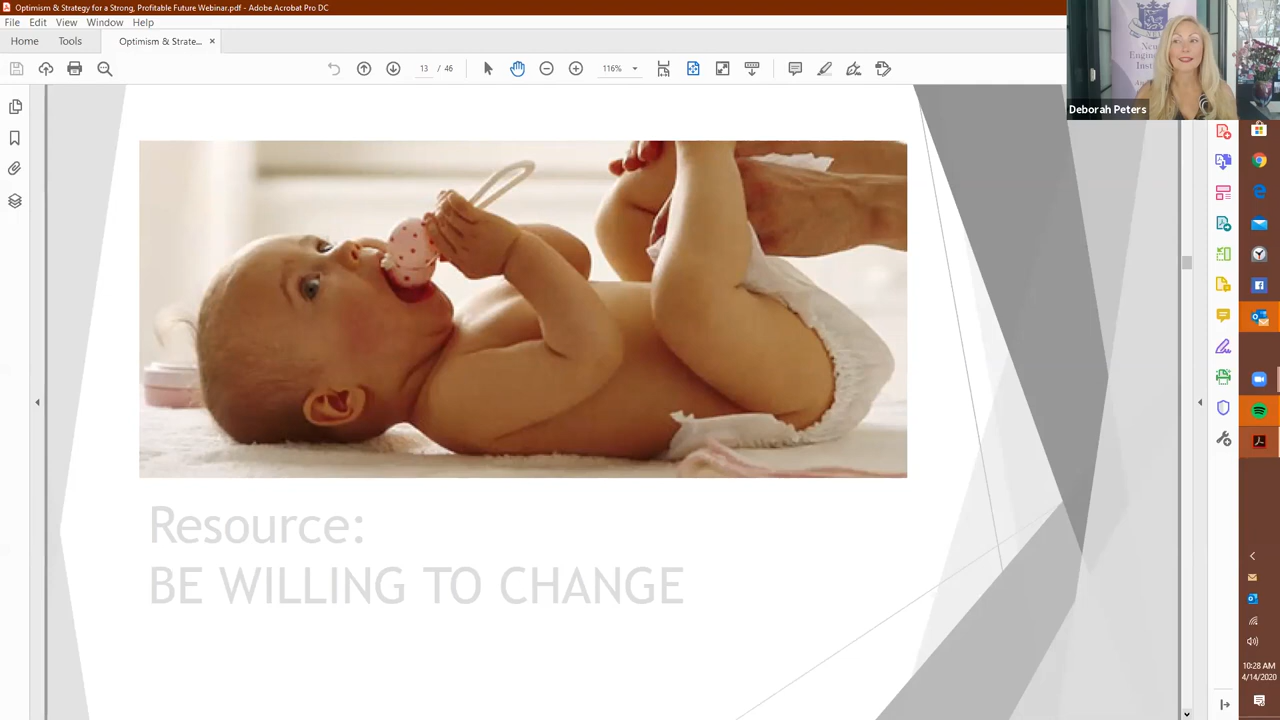 Optimism & Strategy for a Strong, Profitable Future Webinar.pdf - Adobe Acrobat Pro DC
File Edit View Window Help
Home Tools Optimism & Strate... ×
13 / 46 116%
Deborah Peters
Resource:
BE WILLING TO CHANGE
10:28 AM
4/14/2020